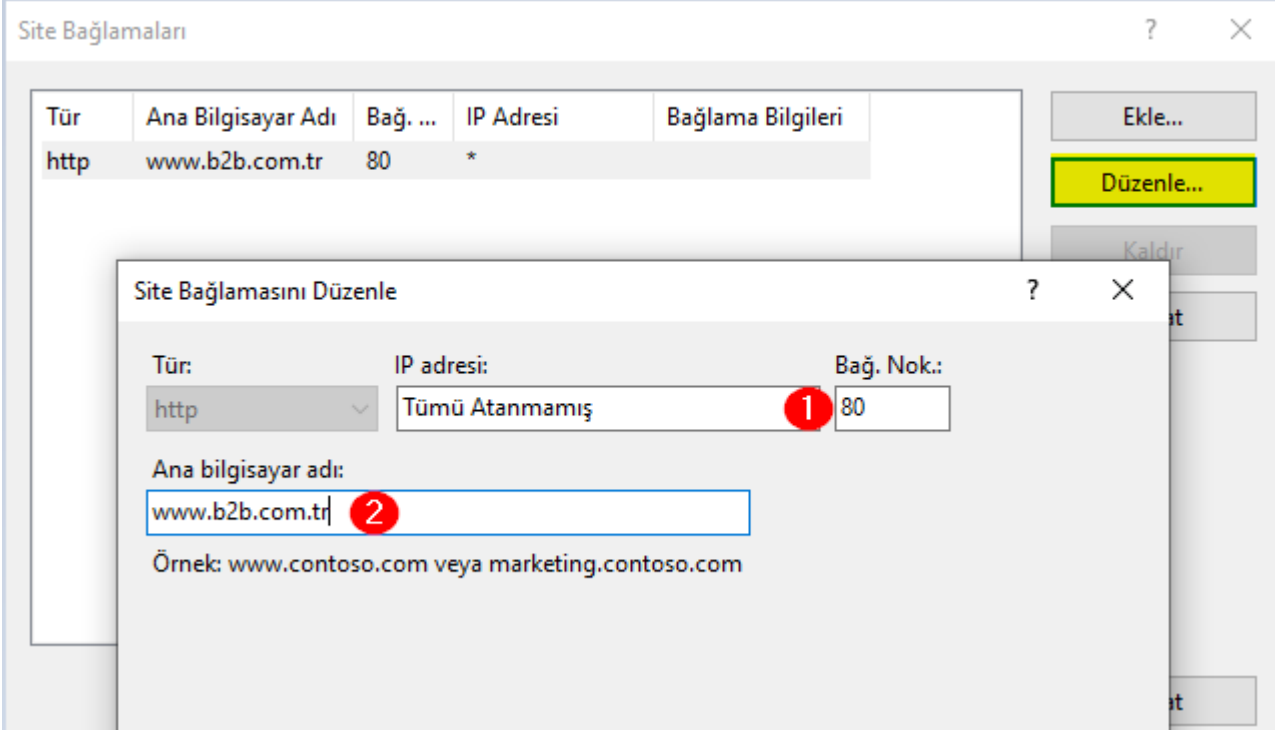 Site Bağlamaları
Tür Ana Bilgisayar Adı Bağ. ... IP Adresi Bağlama Bilgileri
http www.b2b.com.tr 80 *
Ekle...
Düzenle...
Kaldır
Site Bağlamasını Düzenle
Tür: IP adresi: Bağ. Nok.:
http Tümü Atanmamış 1 80
Ana bilgisayar adı:
www.b2b.com.tr 2
Örnek: www.contoso.com veya marketing.contoso.com